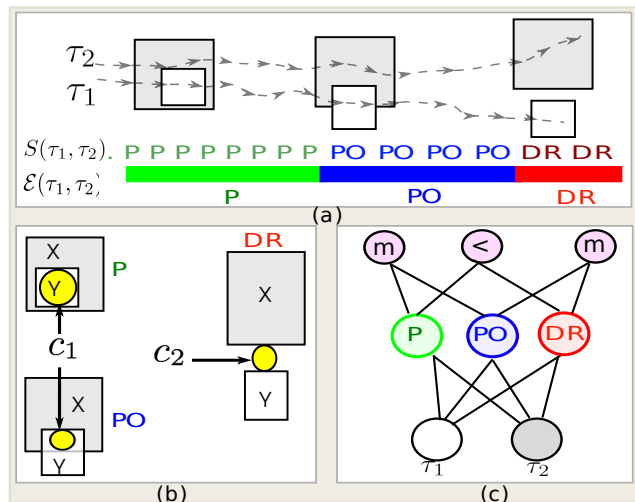 τ₂
τ₁
S(τ₁, τ₂). P P P P P P P P PO PO PO PO DR DR
ℰ(τ₁, τ₂)
P PO DR
(a)
X Y P
DR
X
c₁
c₂
X PO
Y
Y
(b)
m < m
P PO DR
τ₁ τ₂
(c)